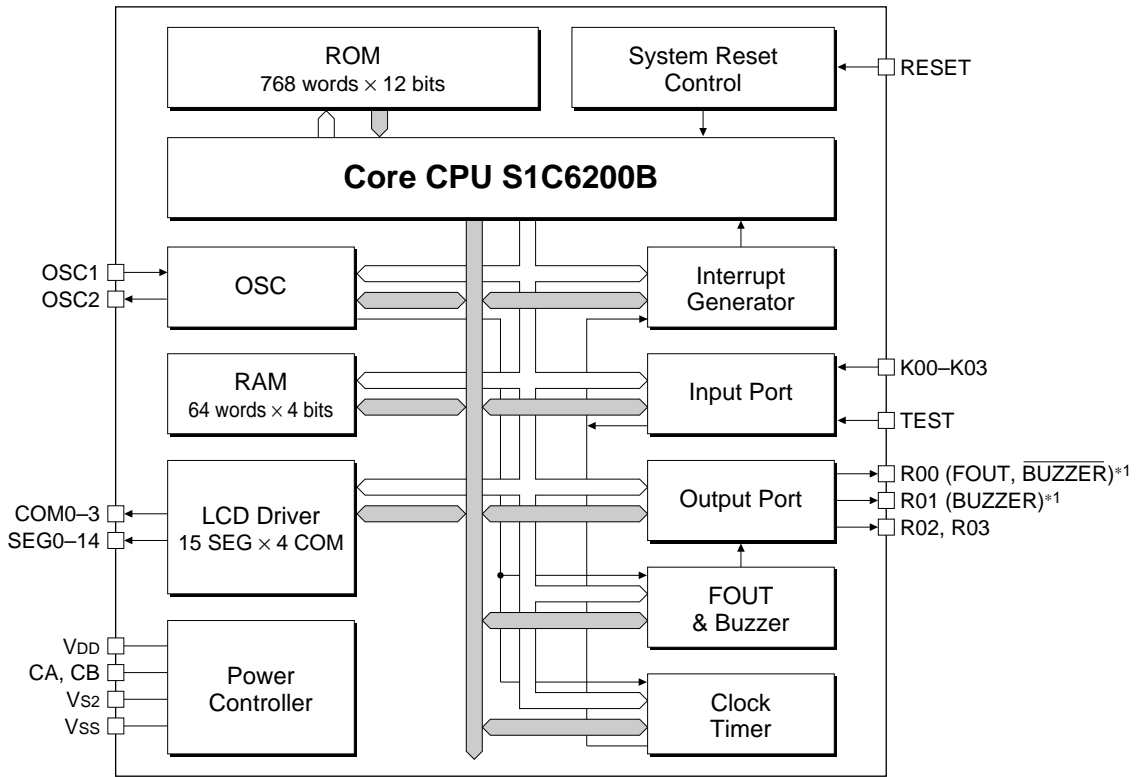 ROM
768 words × 12 bits
System Reset
Control
RESET
Core CPU S1C6200B
OSC1
OSC2
OSC
Interrupt
Generator
RAM
64 words × 4 bits
Input Port
K00–K03
TEST
COM0–3
SEG0–14
LCD Driver
15 SEG × 4 COM
Output Port
R00 (FOUT, BUZZER)*1
R01 (BUZZER)*1
R02, R03
FOUT
& Buzzer
VDD
CA, CB
VS2
VSS
Power
Controller
Clock
Timer